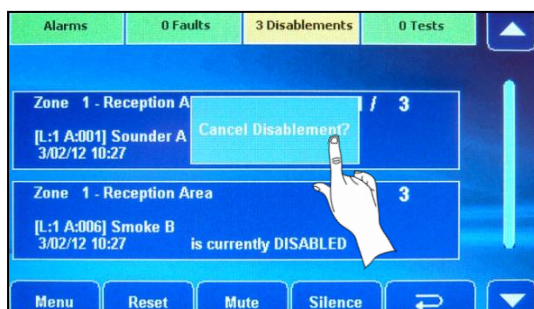 Alarms
0 Faults
3 Disablements
0 Tests
Zone 1 - Reception A
/ 3
[L:1 A:001] Sounder A
3/02/12 10:27
Cancel Disablement?
Zone 1 - Reception Area
3
[L:1 A:006] Smoke B
3/02/12 10:27 is currently DISABLED
Menu
Reset
Mute
Silence